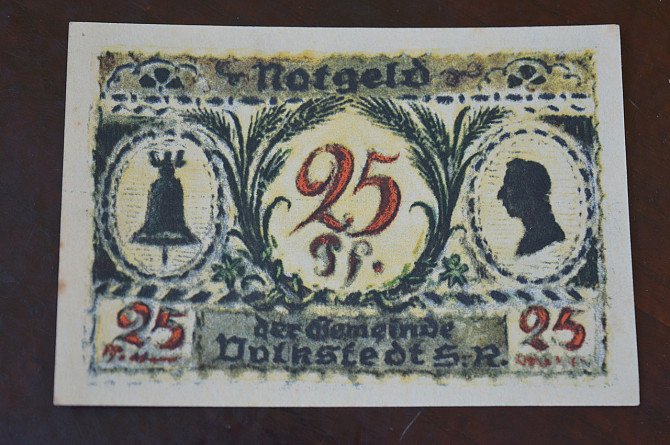 Notgeld
25
Pf.
25
25
der Gemeinde
Volkstedt S.R.